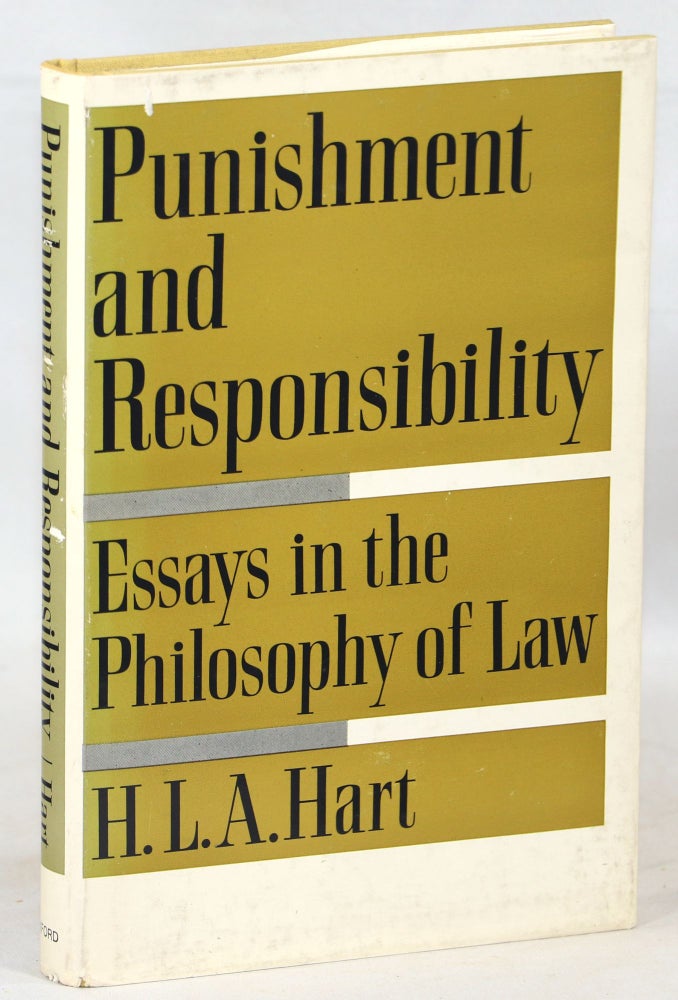 Punishment
and
Responsibility
Essays in the
Philosophy of Law
H. L. A. Hart
Punishment and Responsibility / Hart